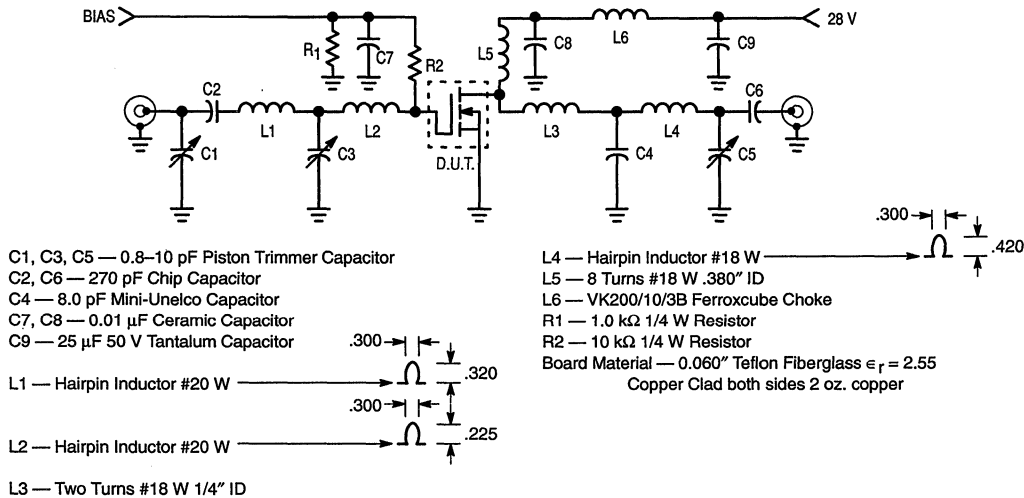 BIAS
28 V
R1
C7
R2
L5
C8
L6
C9
C2
C6
L1
L2
L3
L4
C1
C3
D.U.T.
C4
C5
C1, C3, C5 — 0.8–10 pF Piston Trimmer Capacitor
C2, C6 — 270 pF Chip Capacitor
C4 — 8.0 pF Mini-Unelco Capacitor
C7, C8 — 0.01 µF Ceramic Capacitor
C9 — 25 µF 50 V Tantalum Capacitor
.300
L1 — Hairpin Inductor #20 W
.320
.300
L2 — Hairpin Inductor #20 W
.225
L3 — Two Turns #18 W 1/4″ ID
.300
L4 — Hairpin Inductor #18 W
.420
L5 — 8 Turns #18 W .380″ ID
L6 — VK200/10/3B Ferroxcube Choke
R1 — 1.0 kΩ 1/4 W Resistor
R2 — 10 kΩ 1/4 W Resistor
Board Material — 0.060″ Teflon Fiberglass ∈r = 2.55
Copper Clad both sides 2 oz. copper